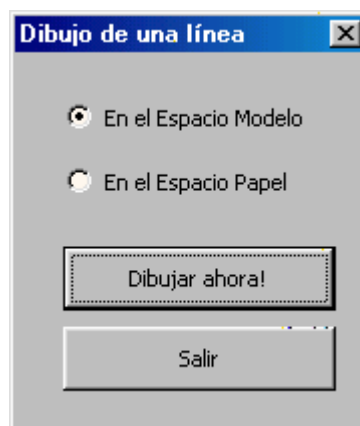 Dibujo de una línea
En el Espacio Modelo
En el Espacio Papel
Dibujar ahora!
Salir